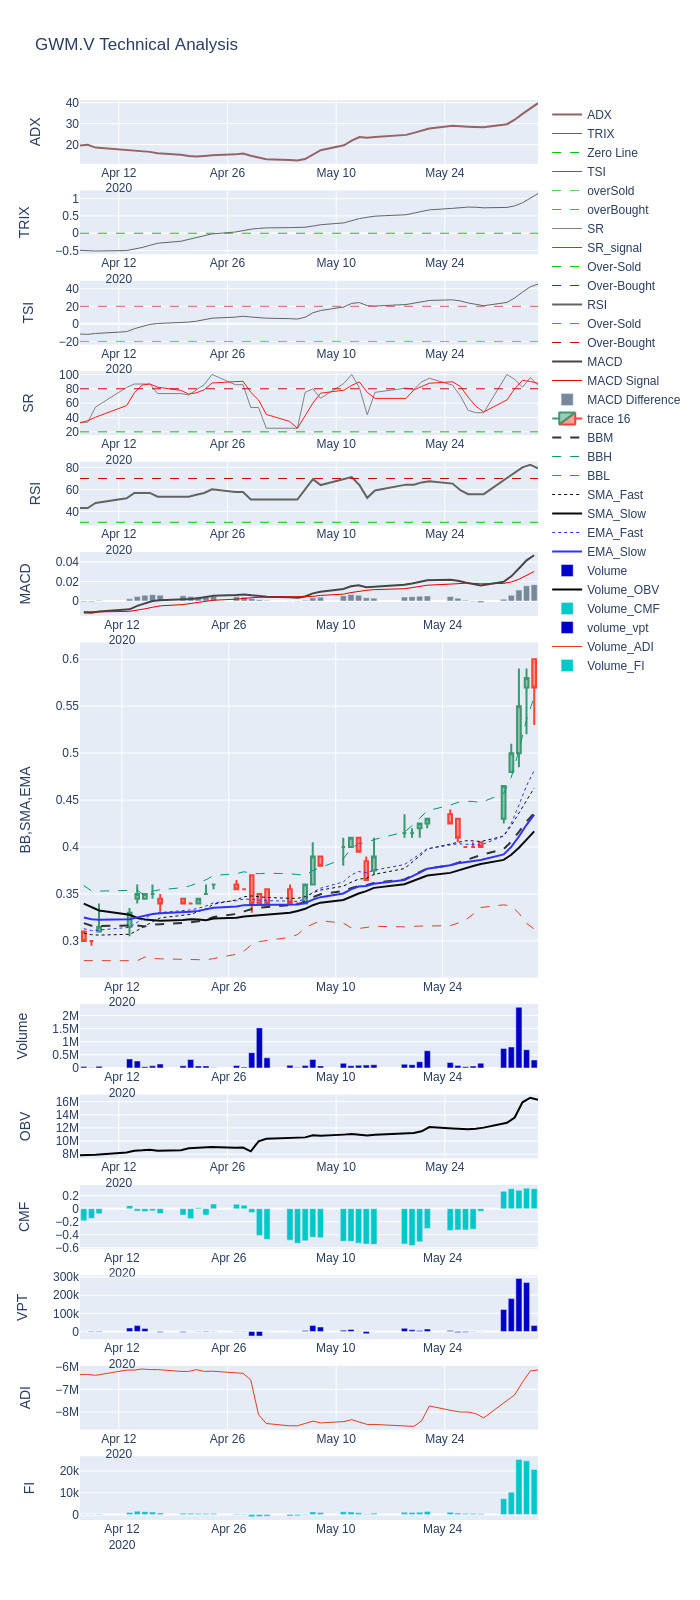 GWM.V Technical Analysis
ADX
40
30
20
Apr 12
2020
Apr 26
May 10
May 24
TRIX
1
0.5
0
−0.5
Apr 12
2020
Apr 26
May 10
May 24
TSI
40
20
0
−20
Apr 12
2020
Apr 26
May 10
May 24
SR
100
80
60
40
20
Apr 12
2020
Apr 26
May 10
May 24
RSI
80
60
40
Apr 12
2020
Apr 26
May 10
May 24
MACD
0.04
0.02
0
Apr 12
2020
Apr 26
May 10
May 24
BB,SMA,EMA
0.6
0.55
0.5
0.45
0.4
0.35
0.3
Apr 12
2020
Apr 26
May 10
May 24
Volume
2M
1.5M
1M
0.5M
0
Apr 12
2020
Apr 26
May 10
May 24
OBV
16M
14M
12M
10M
8M
Apr 12
2020
Apr 26
May 10
May 24
CMF
0.2
0
−0.2
−0.4
−0.6
Apr 12
2020
Apr 26
May 10
May 24
VPT
300k
200k
100k
0
Apr 12
2020
Apr 26
May 10
May 24
ADI
−6M
−7M
−8M
Apr 12
2020
Apr 26
May 10
May 24
FI
20k
10k
0
Apr 12
2020
Apr 26
May 10
May 24
ADX
TRIX
Zero Line
TSI
overSold
overBought
SR
SR_signal
Over-Sold
Over-Bought
RSI
Over-Sold
Over-Bought
MACD
MACD Signal
MACD Difference
trace 16
BBM
BBH
BBL
SMA_Fast
SMA_Slow
EMA_Fast
EMA_Slow
Volume
Volume_OBV
Volume_CMF
volume_vpt
Volume_ADI
Volume_FI